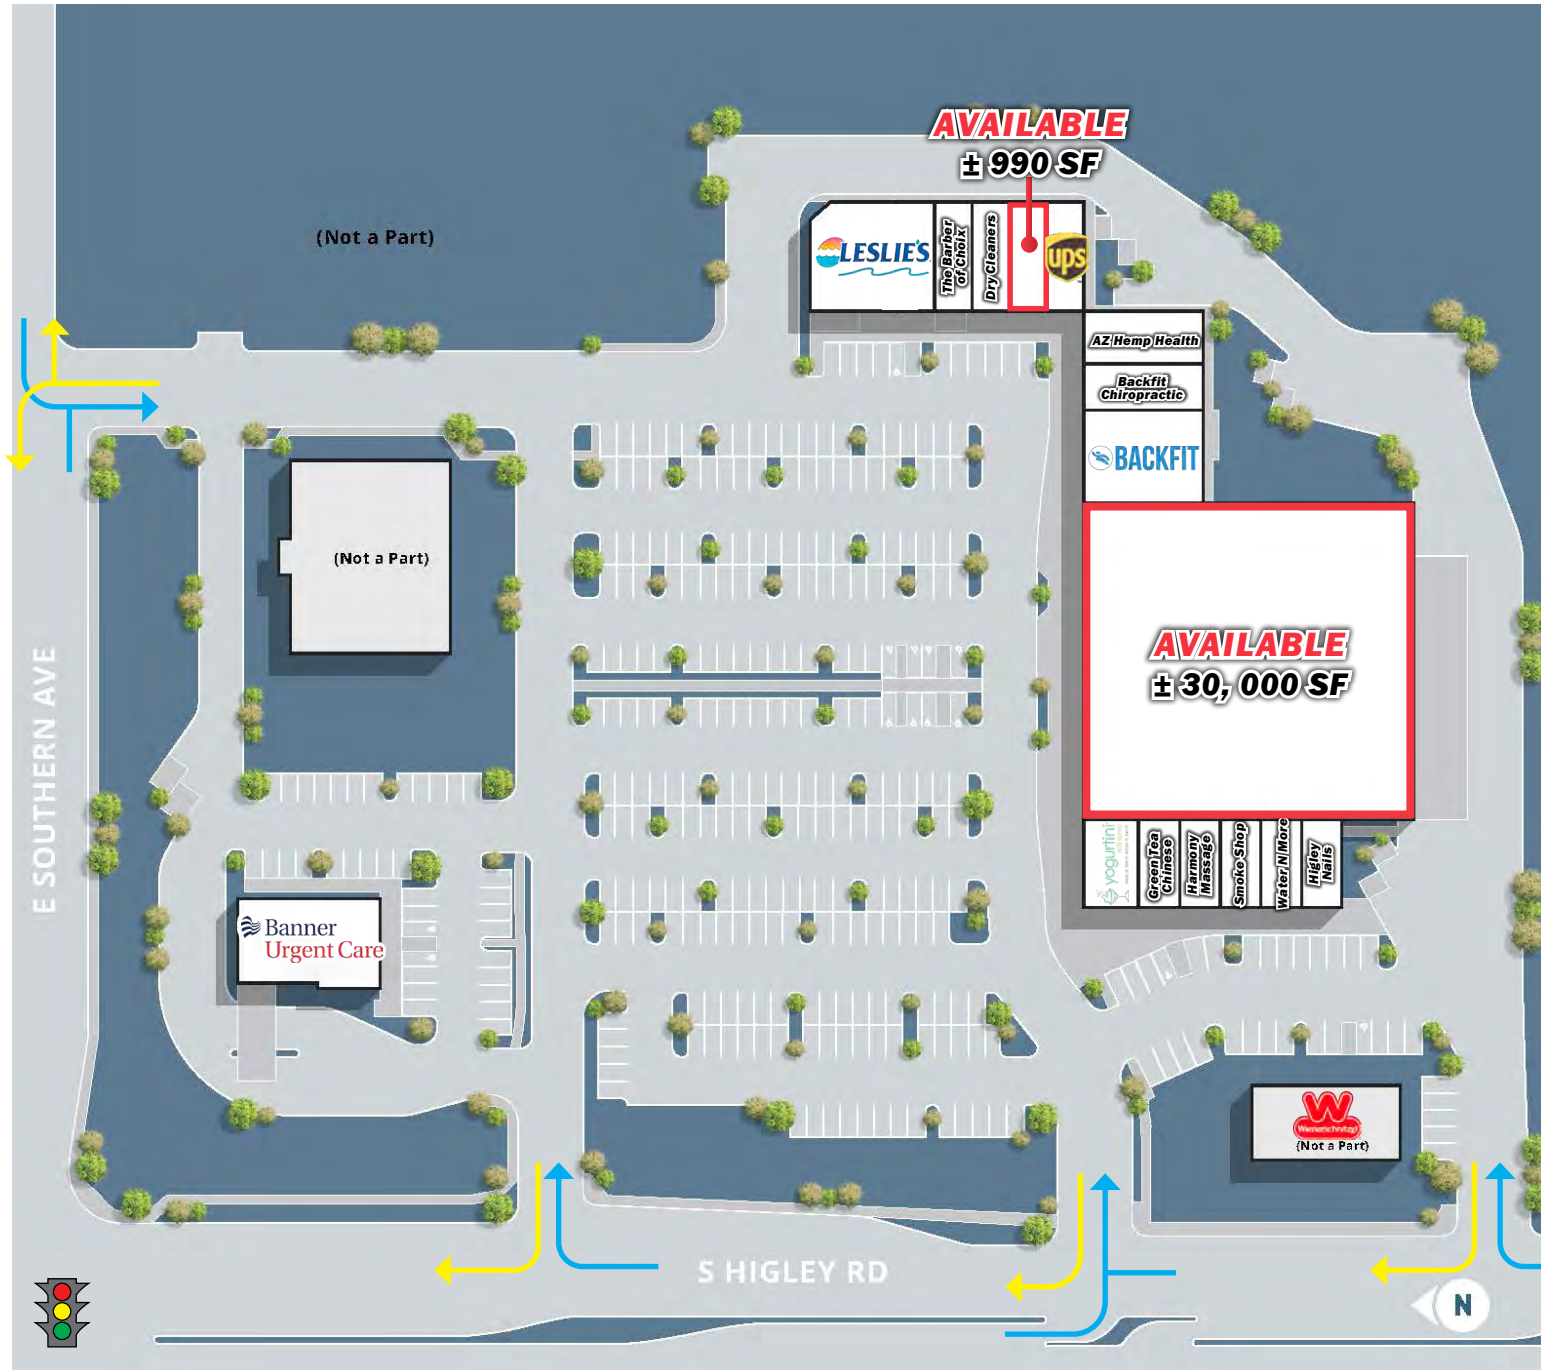 AVAILABLE
± 990 SF
(Not a Part)
LESLIE'S
The Barber
of Choix
Dry Cleaners
ups
AZ Hemp Health
Backfit
Chiropractic
BACKFIT
(Not a Part)
AVAILABLE
± 30, 000 SF
E SOUTHERN AVE
yogurtini
Green Tea
Chinese
Harmony
Massage
Smoke Shop
Water N More
Higley
Nails
Banner
Urgent Care
W
Wienerschnitzel
(Not a Part)
S HIGLEY RD
N